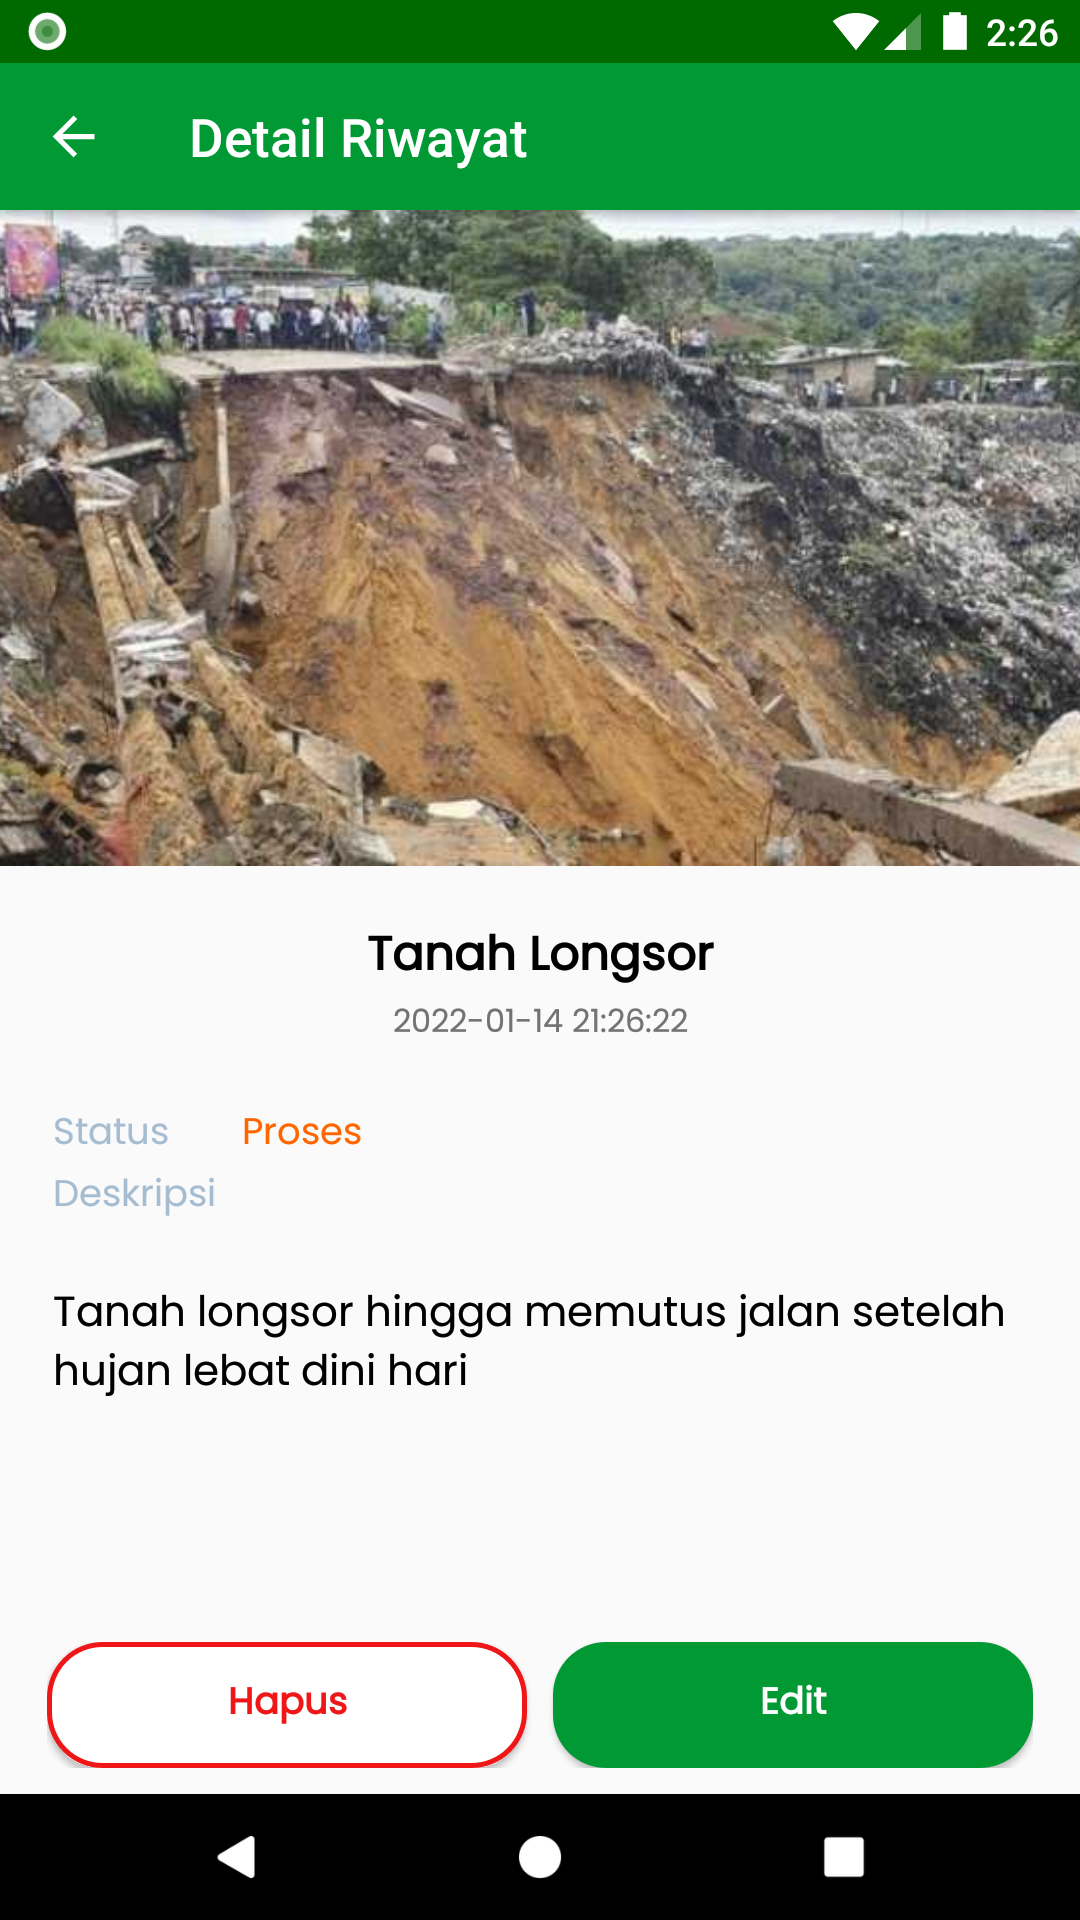 2:26
Detail Riwayat
Tanah Longsor
2022-01-14 21:26:22
Status Proses
Deskripsi
Tanah longsor hingga memutus jalan setelah
hujan lebat dini hari
Hapus Edit